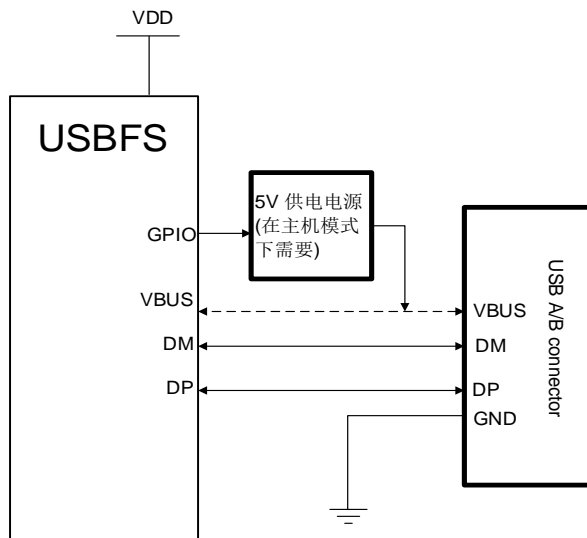 VDD
USBFS
5V 供电电源
(在主机模式
下需要)
GPIO
VBUS
DM
DP
VBUS
DM
DP
GND
USB A/B connector